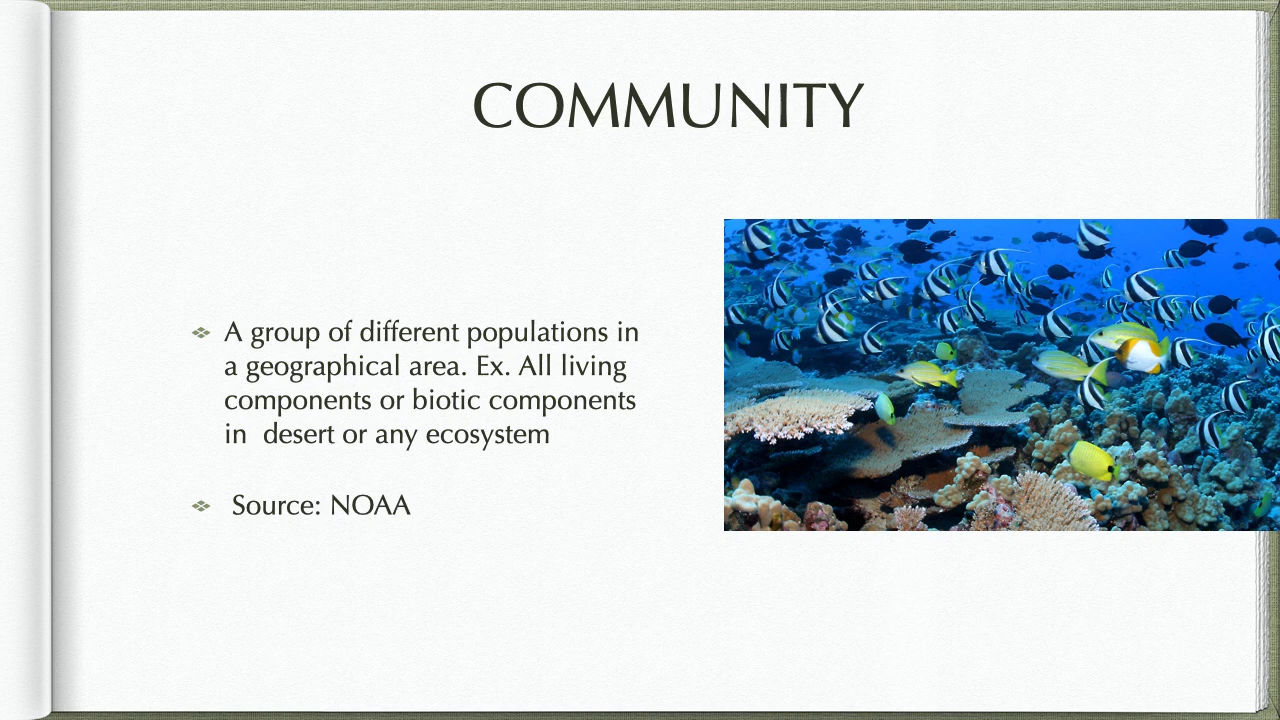 COMMUNITY
A group of different populations in
a geographical area. Ex. All living
components or biotic components
in  desert or any ecosystem
Source: NOAA